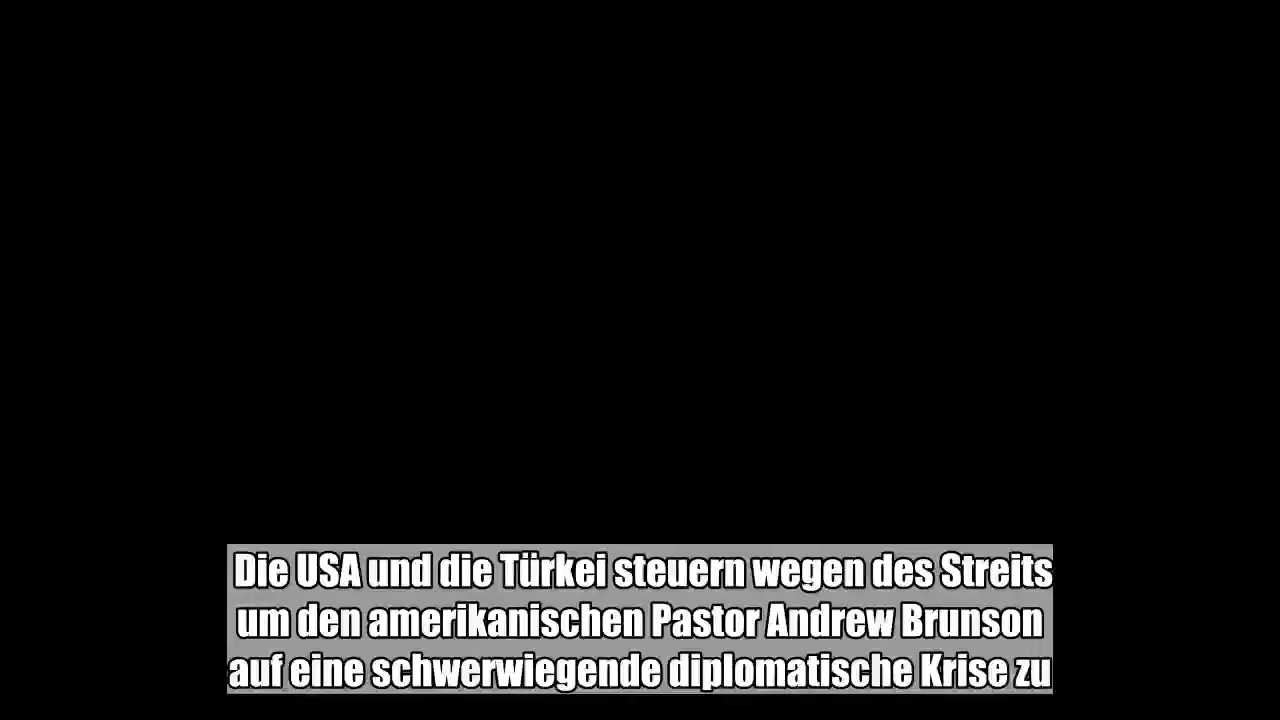 Die USA und die Türkei steuern wegen des Streits
um den amerikanischen Pastor Andrew Brunson
auf eine schwerwiegende diplomatische Krise zu